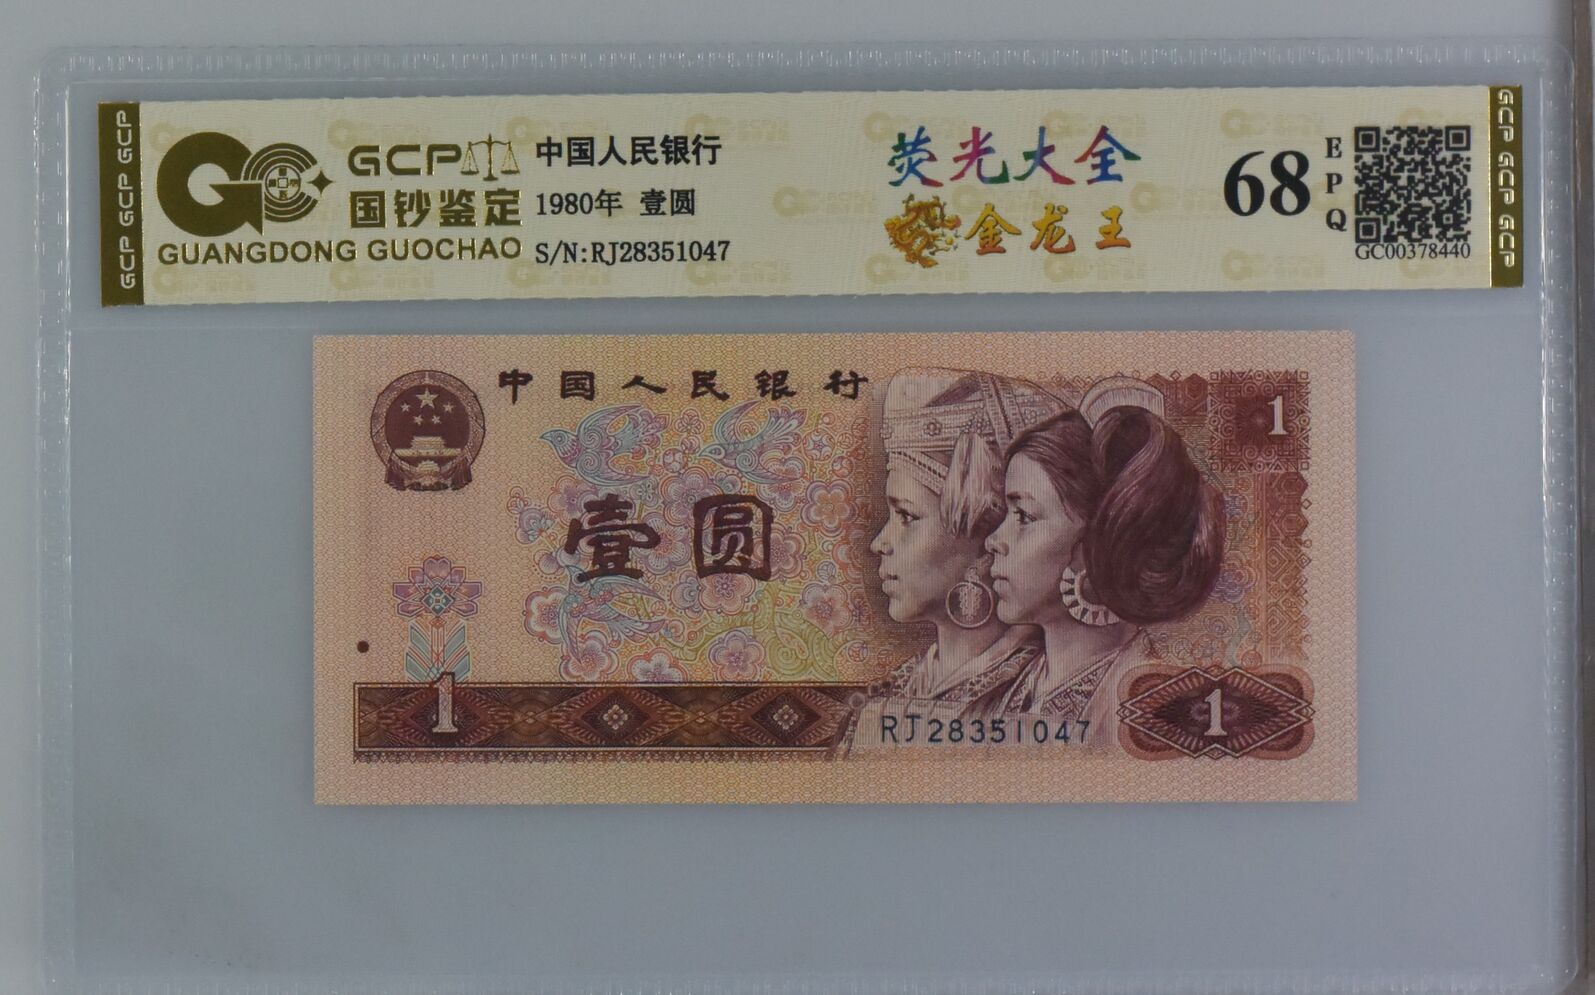 GCP GCP GCP
GCP
国钞鉴定
GUANGDONG GUOCHAO
中国人民银行
1980年 壹圆
S/N:RJ28351047
荧光大全
金龙王
68
EPQ
GC00378440
GCP GCP GCP
中国人民银行
1
壹圆
1
RJ28351047
1